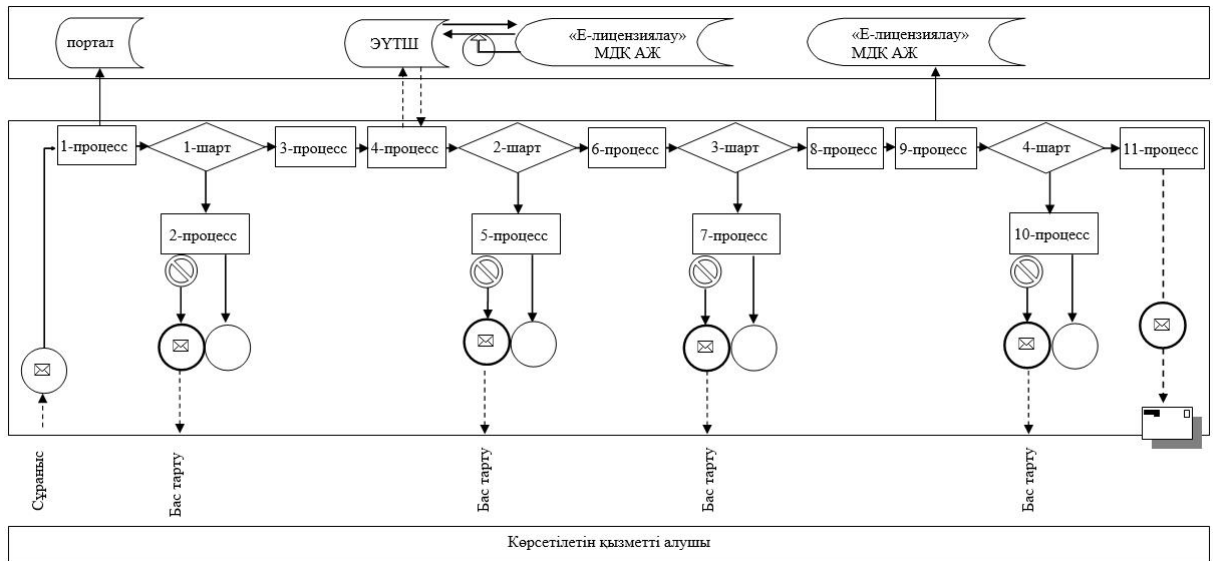 портал
ЭҮТШ
«Е-лицензиялау»
МДҚ АЖ
«Е-лицензиялау»
МДҚ АЖ
1-процесс
1-шарт
3-процесс
4-процесс
2-шарт
6-процесс
3-шарт
8-процесс
9-процесс
4-шарт
11-процесс
2-процесс
5-процесс
7-процесс
10-процесс
Сұраныс
Бас тарту
Бас тарту
Бас тарту
Бас тарту
Көрсетілетін қызметті алушы